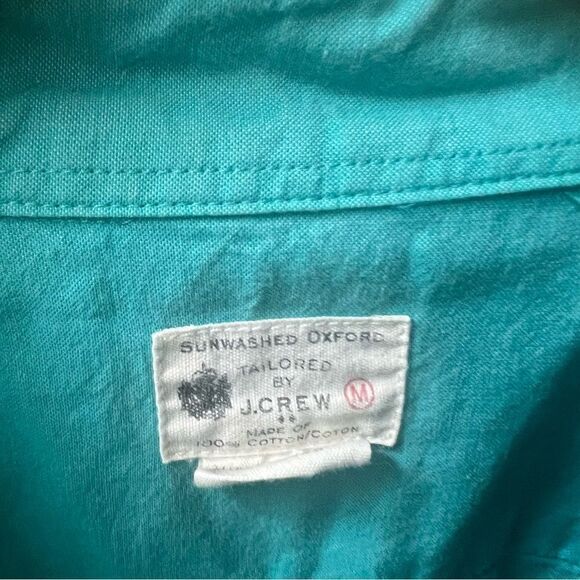 SUNWASHED OXFORD
TAILORED
BY
J.CREW M
**
MADE OF
100% COTTON/COTON